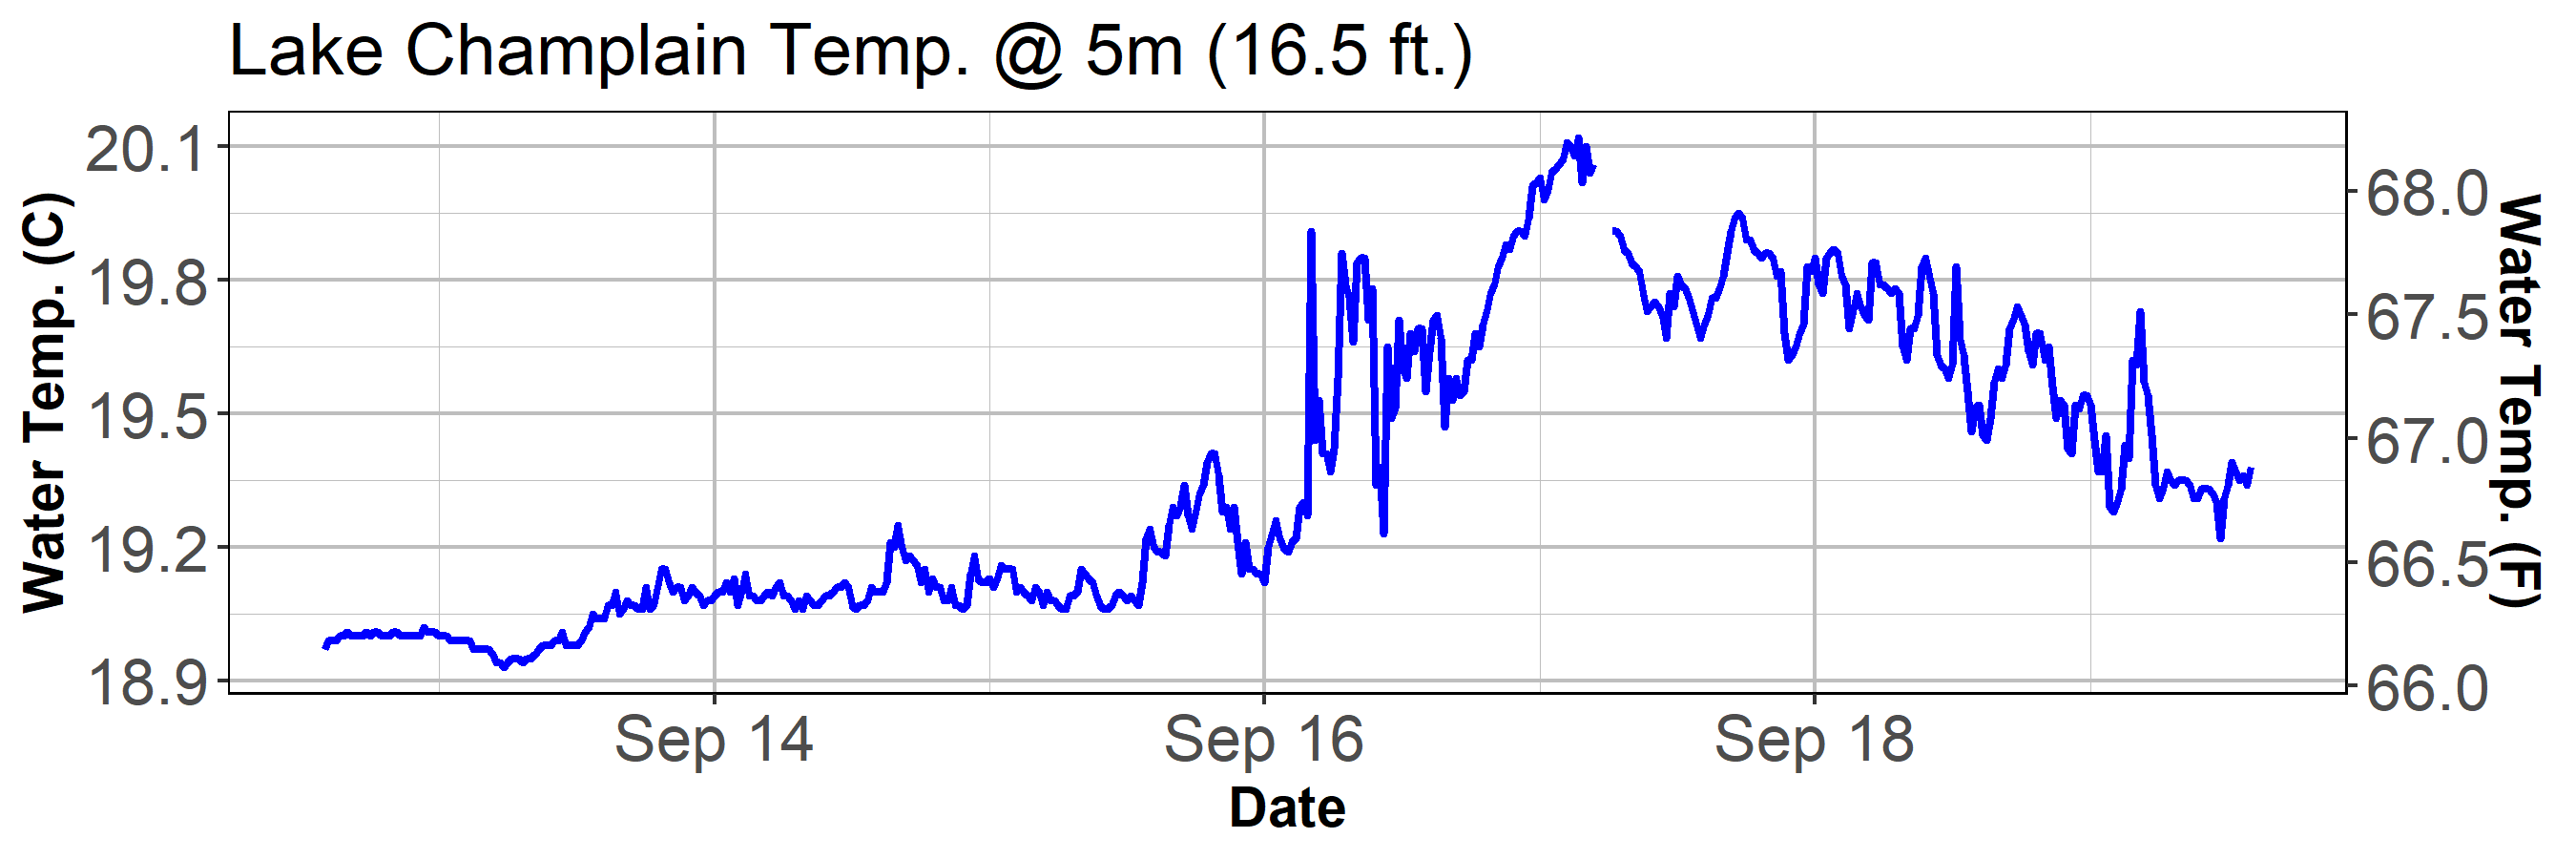 Lake Champlain Temp. @ 5m (16.5 ft.)
Water Temp. (C)
20.1
19.8
19.5
19.2
18.9
68.0
67.5
67.0
66.5
66.0
Water Temp. (F)
Sep 14 Sep 16 Sep 18
Date